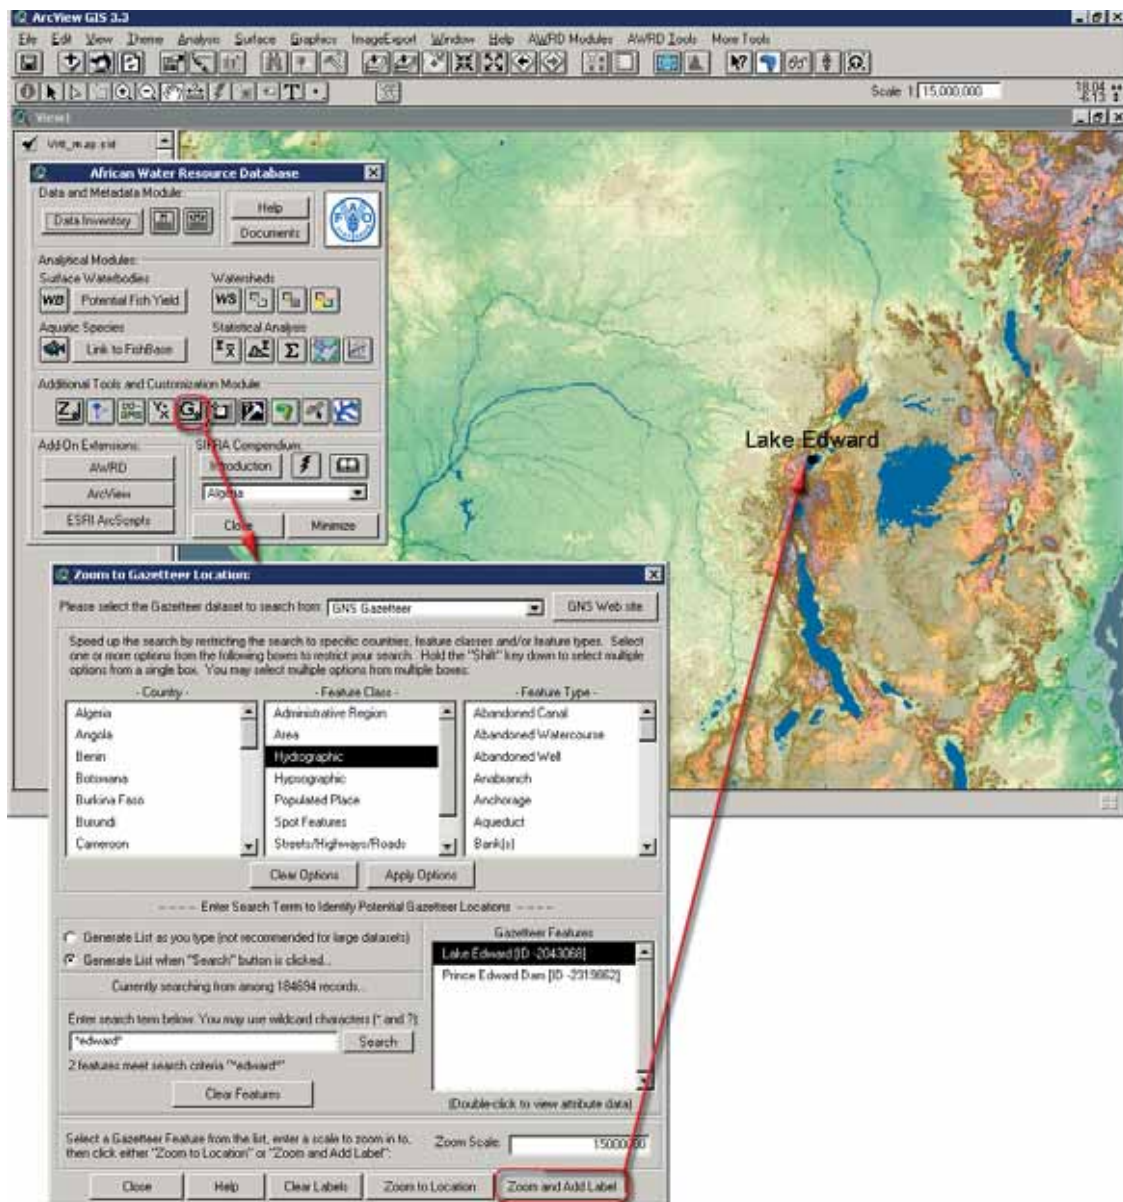 ArcView GIS 3.3
File Edit View Theme Analysis Surface Graphics ImageExport Window Help AWRD Modules AWRD Tools More Tools
Scale 1: 15,000,000
18.04
-6.13
View1
African Water Resource Database
Data and Metadata Module:
Data Inventory
Help
Documents
FAO
Analytical Modules:
Surface Waterbodies
Watersheds
WB
Potential Fish Yield
WS
Aquatic Species
Statistical Analysis
Link to FishBase
Additional Tools and Customization Module:
Add-On Extensions:
SIFRA Compendium:
AWRD
Introduction
ArcView
Algeria
ESRI ArcScripts
Close
Minimize
Lake Edward
Zoom to Gazetteer Location:
Please select the Gazetteer dataset to search from: GNS Gazetteer
GNS Web site
Speed up the search by restricting the search to specific countries, feature classes and/or feature types. Select
one or more options from the following boxes to restrict your search. Hold the "Shift" key down to select multiple
options from a single box. You may select multiple options from multiple boxes:
- Country -
Algeria
Angola
Benin
Botswana
Burkina Faso
Burundi
Cameroon
- Feature Class -
Administrative Region
Area
Hydrographic
Hypsographic
Populated Place
Spot Features
Streets/Highways/Roads
- Feature Type -
Abandoned Canal
Abandoned Watercourse
Abandoned Well
Anabranch
Anchorage
Aqueduct
Bank(s)
Clear Options
Apply Options
- - - - Enter Search Term to Identify Potential Gazetteer Locations - - - -
Generate List as you type (not recommended for large datasets)
Generate List when "Search" button is clicked...
Currently searching from among 184694 records...
Enter search term below. You may use wildcard characters (* and ?):
*edward*
Search
2 features meet search criteria "*edward*"
Clear Features
Gazetteer Features
Lake Edward [ID -2043068]
Prince Edward Dam [ID -2319862]
(Double-click to view attribute data)
Select a Gazetteer Feature from the list, enter a scale to zoom in to,
then click either "Zoom to Location" or "Zoom and Add Label":
Zoom Scale:
15000000
Close
Help
Clear Labels
Zoom to Location
Zoom and Add Label